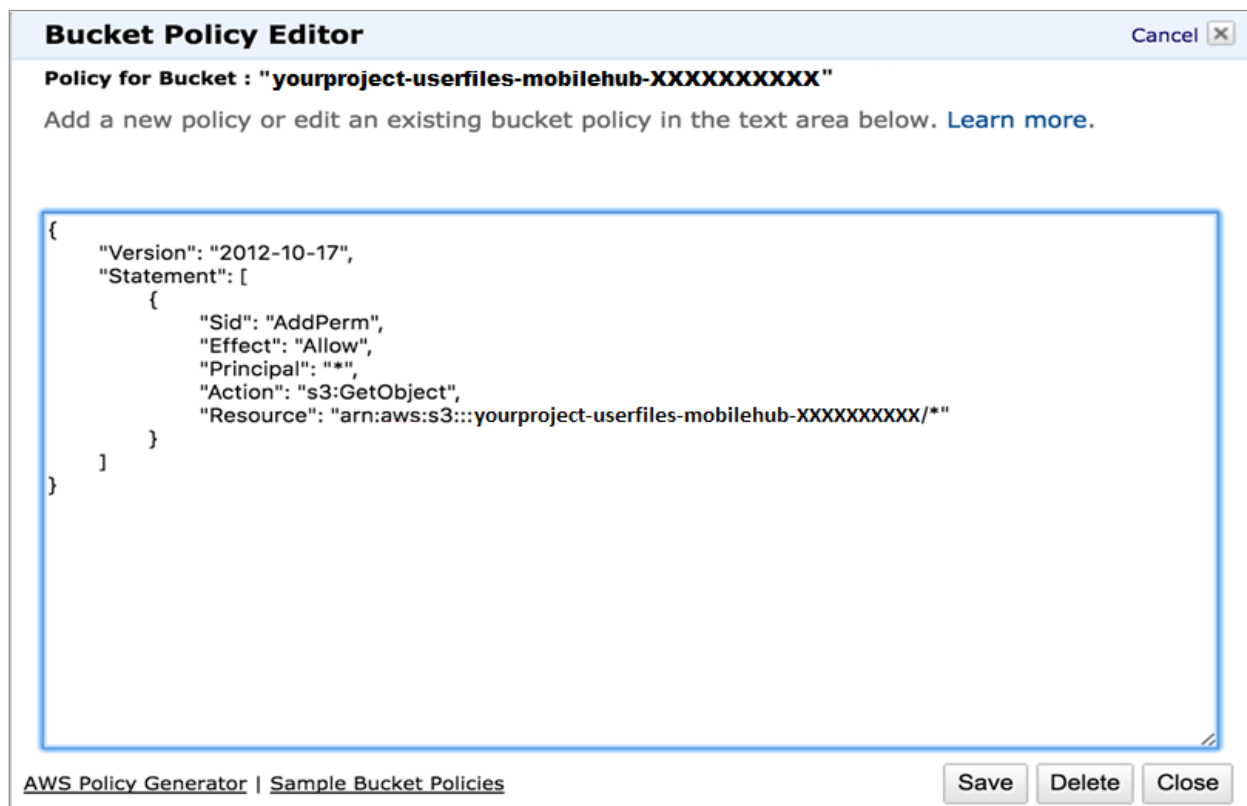 Bucket Policy Editor
Cancel
Policy for Bucket : "yourproject-userfiles-mobilehub-XXXXXXXXXX"
Add a new policy or edit an existing bucket policy in the text area below. Learn more.
{
"Version": "2012-10-17",
"Statement": [
{
"Sid": "AddPerm",
"Effect": "Allow",
"Principal": "*",
"Action": "s3:GetObject",
"Resource": "arn:aws:s3:::yourproject-userfiles-mobilehub-XXXXXXXXXX/*"
}
]
}
AWS Policy Generator | Sample Bucket Policies
Save Delete Close